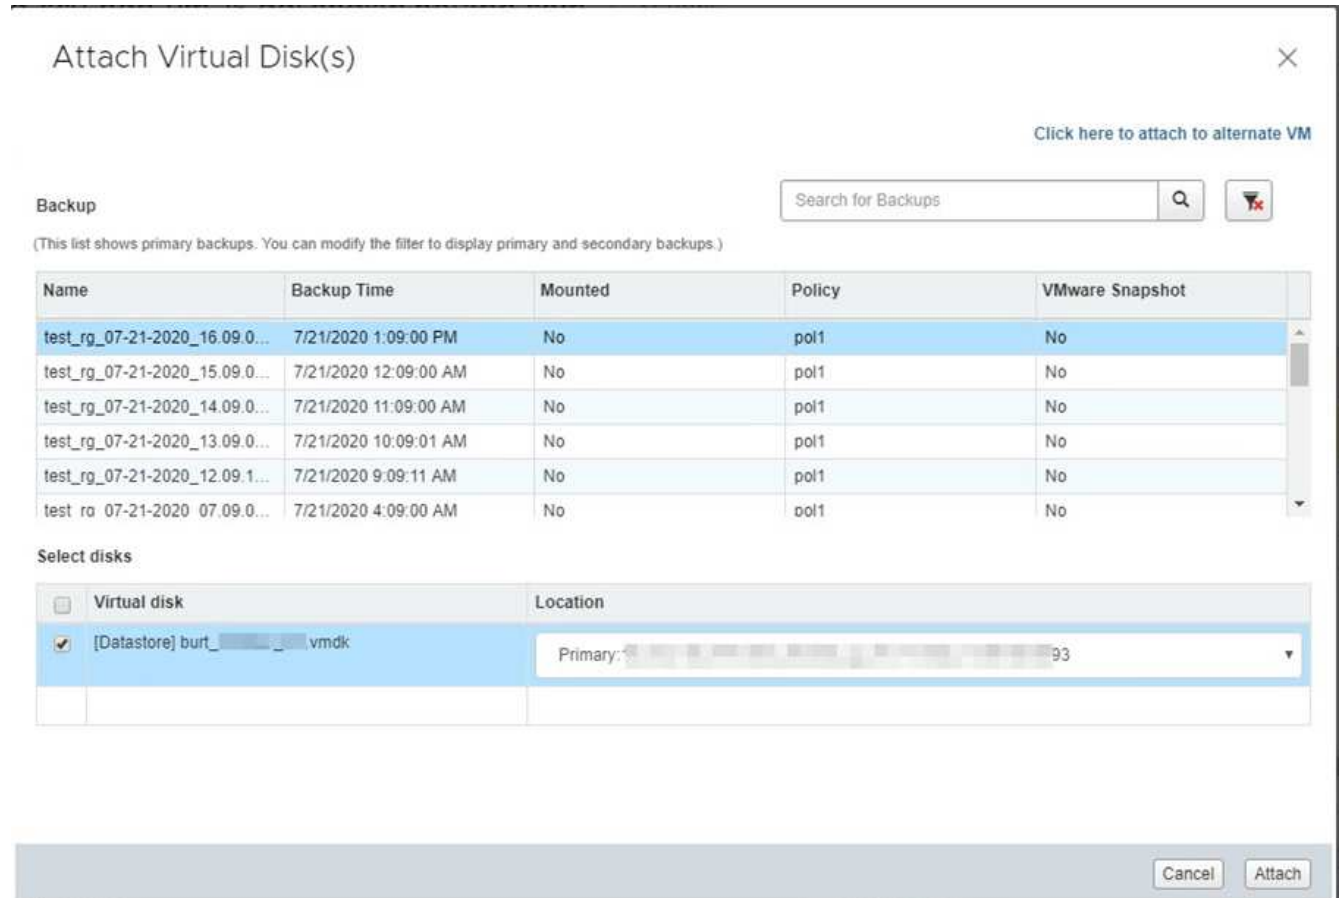 Attach Virtual Disk(s)
Click here to attach to alternate VM
Backup
Search for Backups
(This list shows primary backups. You can modify the filter to display primary and secondary backups.)
Name Backup Time Mounted Policy VMware Snapshot
test_rg_07-21-2020_16.09.0... 7/21/2020 1:09:00 PM No pol1 No
test_rg_07-21-2020_15.09.0... 7/21/2020 12:09:00 AM No pol1 No
test_rg_07-21-2020_14.09.0... 7/21/2020 11:09:00 AM No pol1 No
test_rg_07-21-2020_13.09.0... 7/21/2020 10:09:01 AM No pol1 No
test_rg_07-21-2020_12.09.1... 7/21/2020 9:09:11 AM No pol1 No
test_rg_07-21-2020_07.09.0... 7/21/2020 4:09:00 AM No pol1 No
Select disks
Virtual disk Location
[Datastore] burt_ _ .vmdk Primary: 93
Cancel Attach